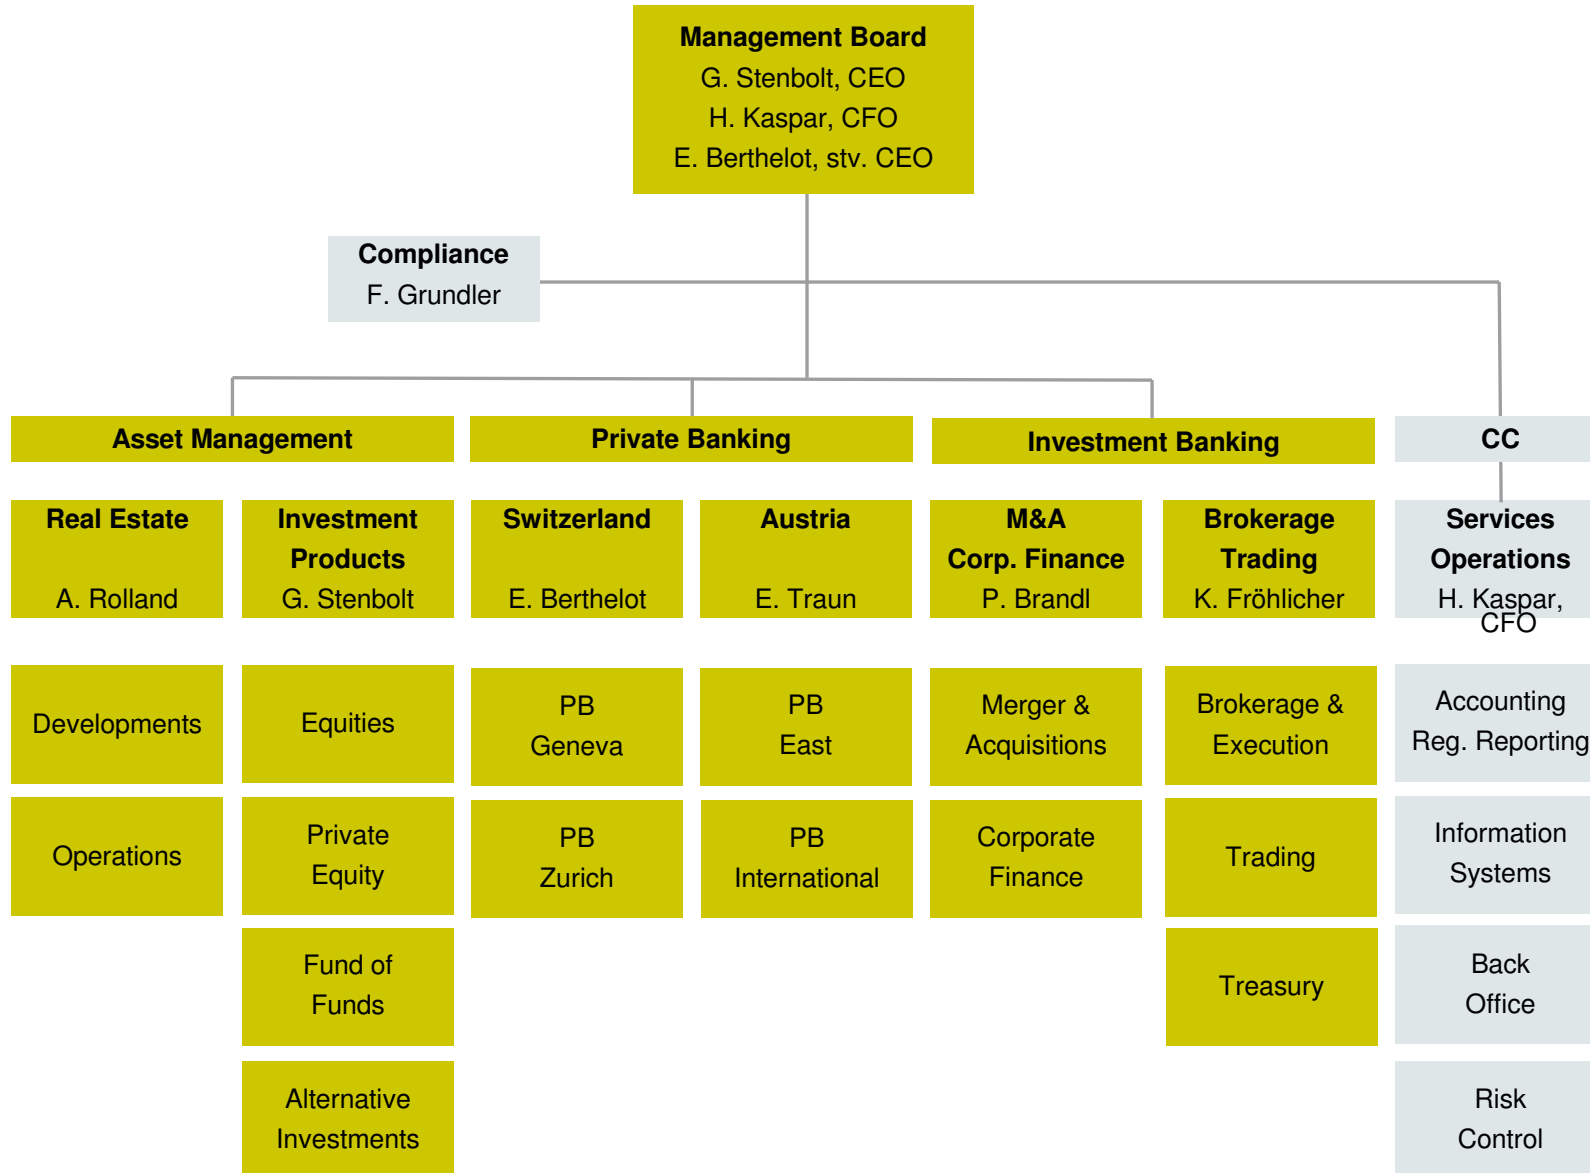 Management Board
G. Stenbolt, CEO
H. Kaspar, CFO
E. Berthelot, stv. CEO
Compliance
F. Grundler
Asset Management
Private Banking
Investment Banking
CC
Real Estate
A. Rolland
Investment
Products
G. Stenbolt
Switzerland
E. Berthelot
Austria
E. Traun
M&A
Corp. Finance
P. Brandl
Brokerage
Trading
K. Fröhlicher
Services
Operations
H. Kaspar,
CFO
Developments
Equities
PB
Geneva
PB
East
Merger &
Acquisitions
Brokerage &
Execution
Accounting
Reg. Reporting
Operations
Private
Equity
PB
Zurich
PB
International
Corporate
Finance
Trading
Information
Systems
Fund of
Funds
Treasury
Back
Office
Alternative
Investments
Risk
Control